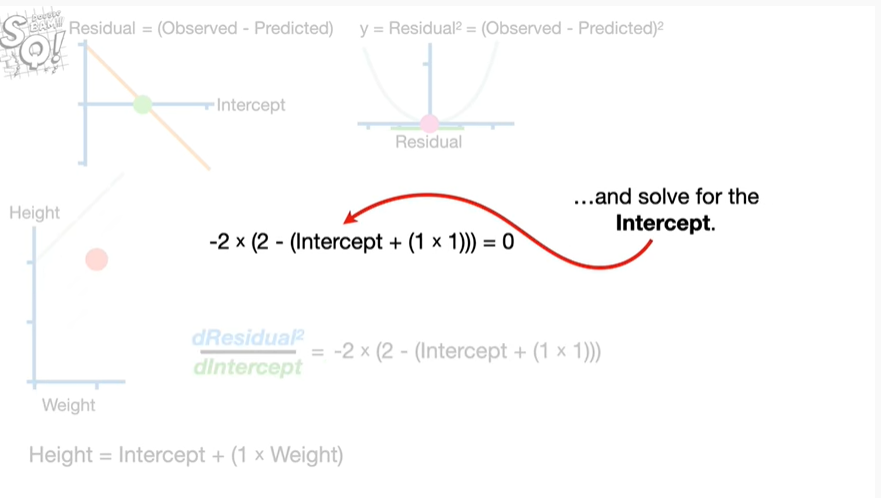 Residual = (Observed - Predicted)
y = Residual² = (Observed - Predicted)²
Intercept
Residual
...and solve for the
Intercept.
Height
-2 × (2 - (Intercept + (1 × 1))) = 0
dResidual²
dIntercept
= -2 × (2 - (Intercept + (1 × 1)))
Weight
Height = Intercept + (1 × Weight)